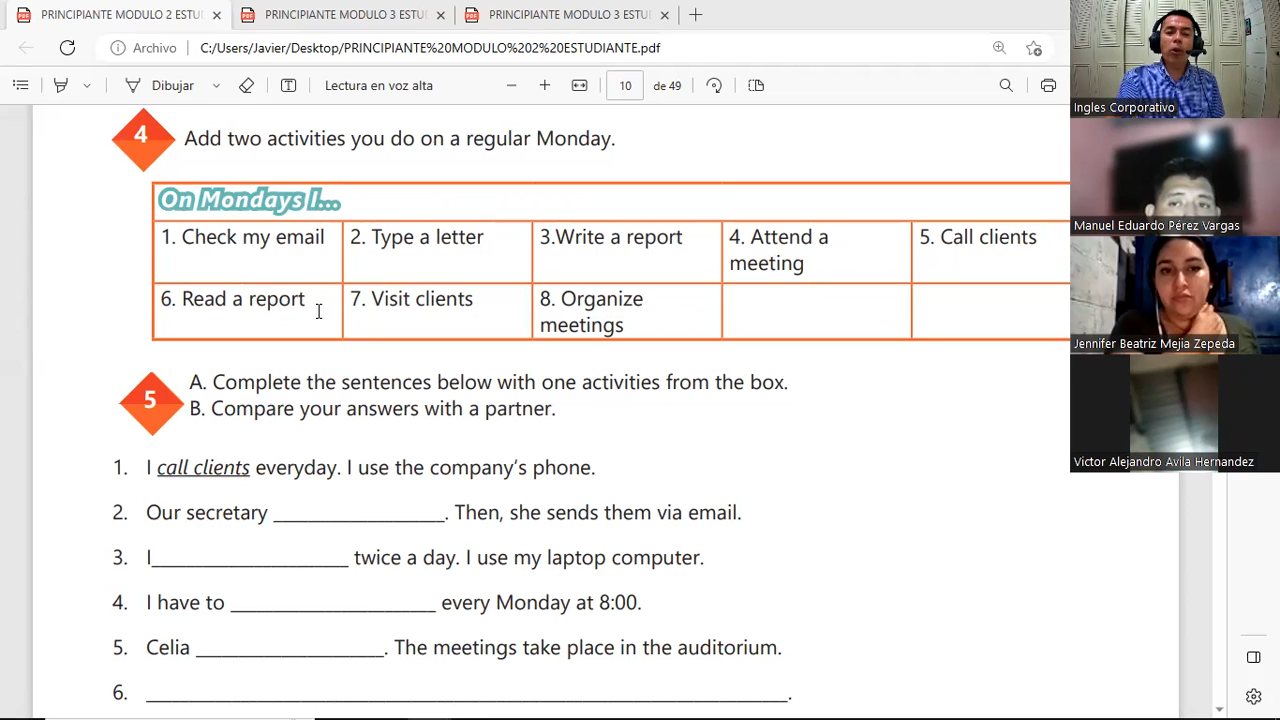 PRINCIPIANTE MODULO 2 ESTU
PRINCIPIANTE MODULO 3 ESTU
PRINCIPIANTE MODULO 3 ESTU
Archivo
C:/Users/Javier/Desktop/PRINCIPIANTE%20MODULO%202%20ESTUDIANTE.pdf
Dibujar
Lectura en voz alta
10
de 49
4
Add two activities you do on a regular Monday.
On Mondays I...
1. Check my email
2. Type a letter
3.Write a report
4. Attend a
meeting
5. Call clients
6. Read a report
7. Visit clients
8. Organize
meetings
5
A. Complete the sentences below with one activities from the box.
B. Compare your answers with a partner.
1. I call clients everyday. I use the company's phone.
2. Our secretary __________________. Then, she sends them via email.
3. I_____________________ twice a day. I use my laptop computer.
4. I have to ______________________ every Monday at 8:00.
5. Celia ____________________. The meetings take place in the auditorium.
6. ____________________________________________________________________.
Ingles Corporativo
Manuel Eduardo Pérez Vargas
Jennifer Beatriz Mejia Zepeda
Victor Alejandro Avila Hernandez